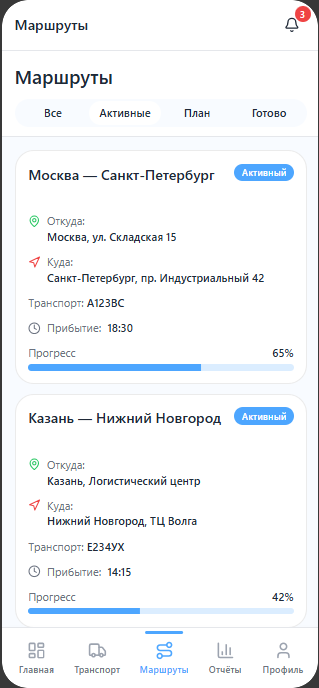 Маршруты
3
Маршруты
Все Активные План Готово
Москва — Санкт-Петербург Активный
Откуда:
Москва, ул. Складская 15
Куда:
Санкт-Петербург, пр. Индустриальный 42
Транспорт: А123ВС
Прибытие: 18:30
Прогресс 65%
Казань — Нижний Новгород Активный
Откуда:
Казань, Логистический центр
Куда:
Нижний Новгород, ТЦ Волга
Транспорт: Е234УХ
Прибытие: 14:15
Прогресс 42%
Главная Транспорт Маршруты Отчёты Профиль